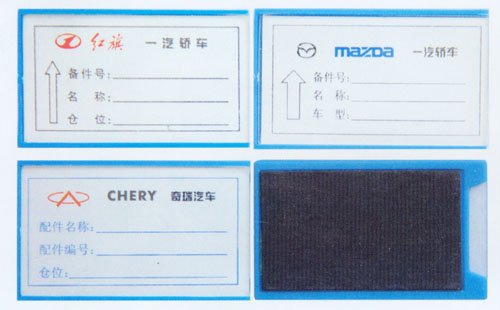 红旗 一汽轿车
备件号:
名 称:
仓 位:
mazda 一汽轿车
备件号:
名 称:
车 型:
CHERY 奇瑞汽车
配件名称:
配件编号:
仓位: